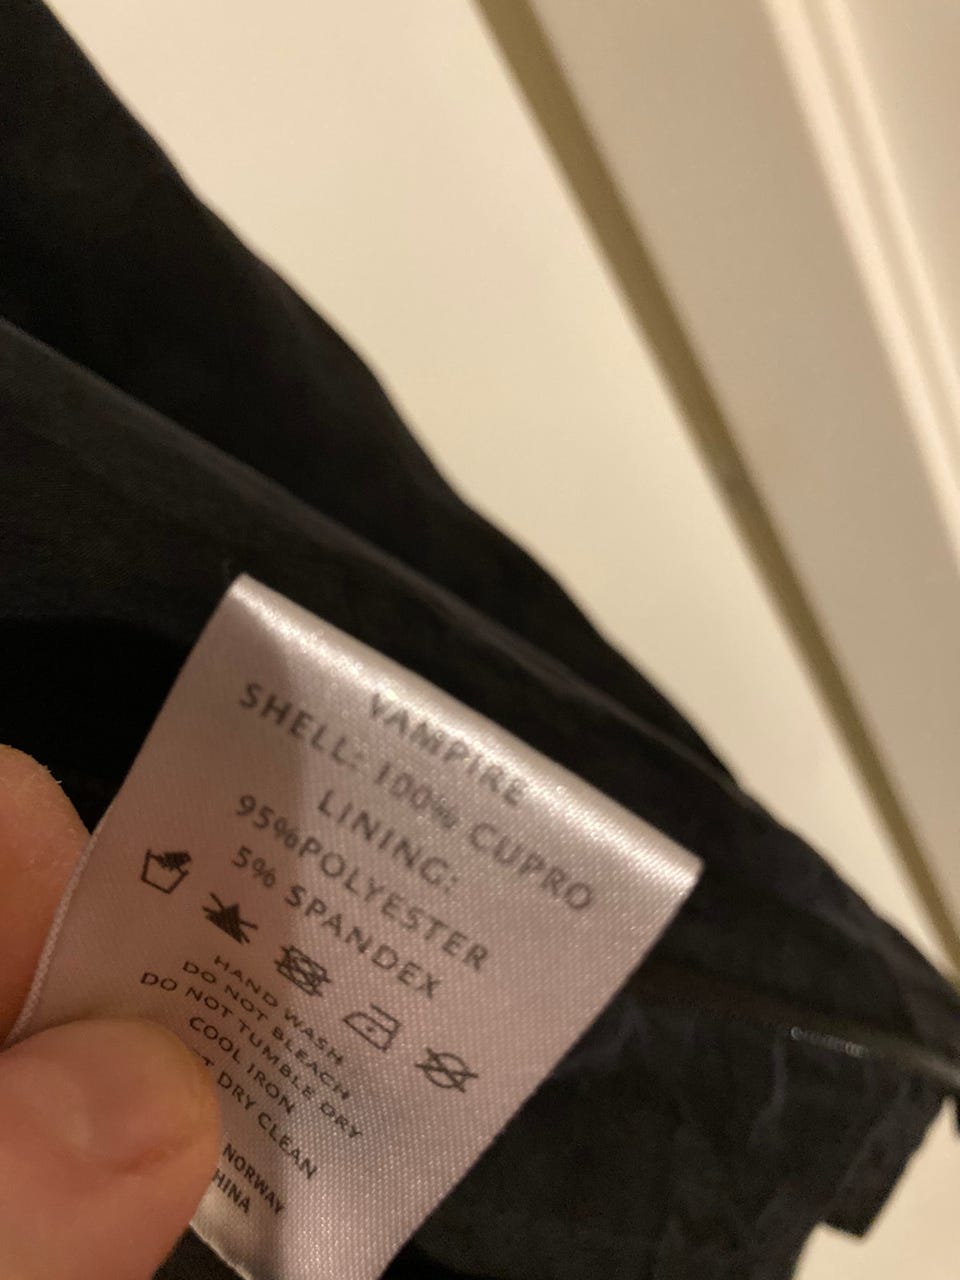 VAMPIRE
SHELL: 100% CUPRO
LINING:
95%POLYESTER
5% SPANDEX
HAND WASH
DO NOT BLEACH
DO NOT TUMBLE DRY
COOL IRON
T DRY CLEAN
NORWAY
HINA